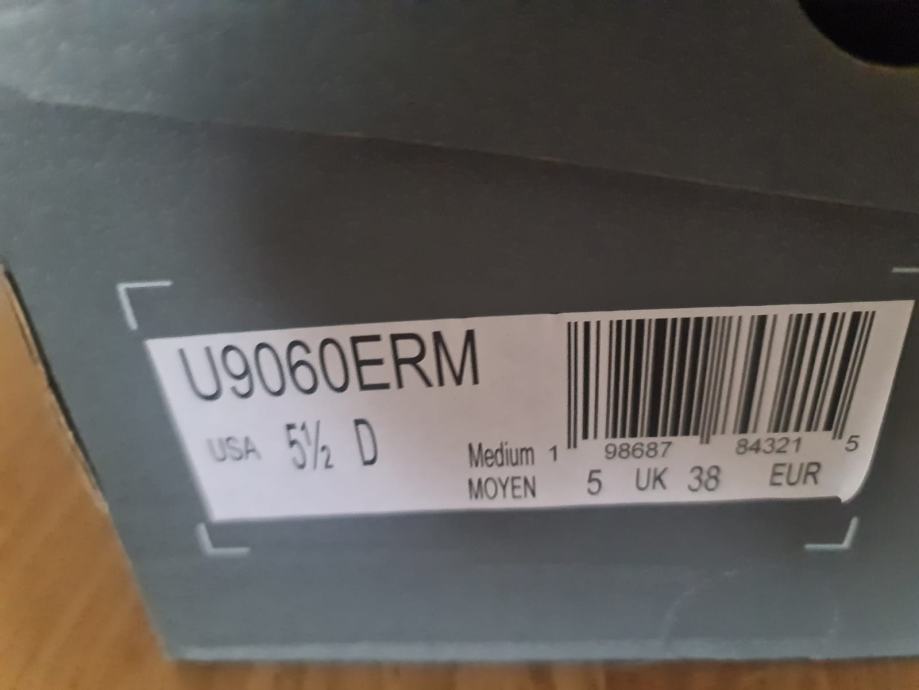 U9060ERM
USA 5½ D
Medium
MOYEN
1 98687 84321 5
5 UK 38 EUR